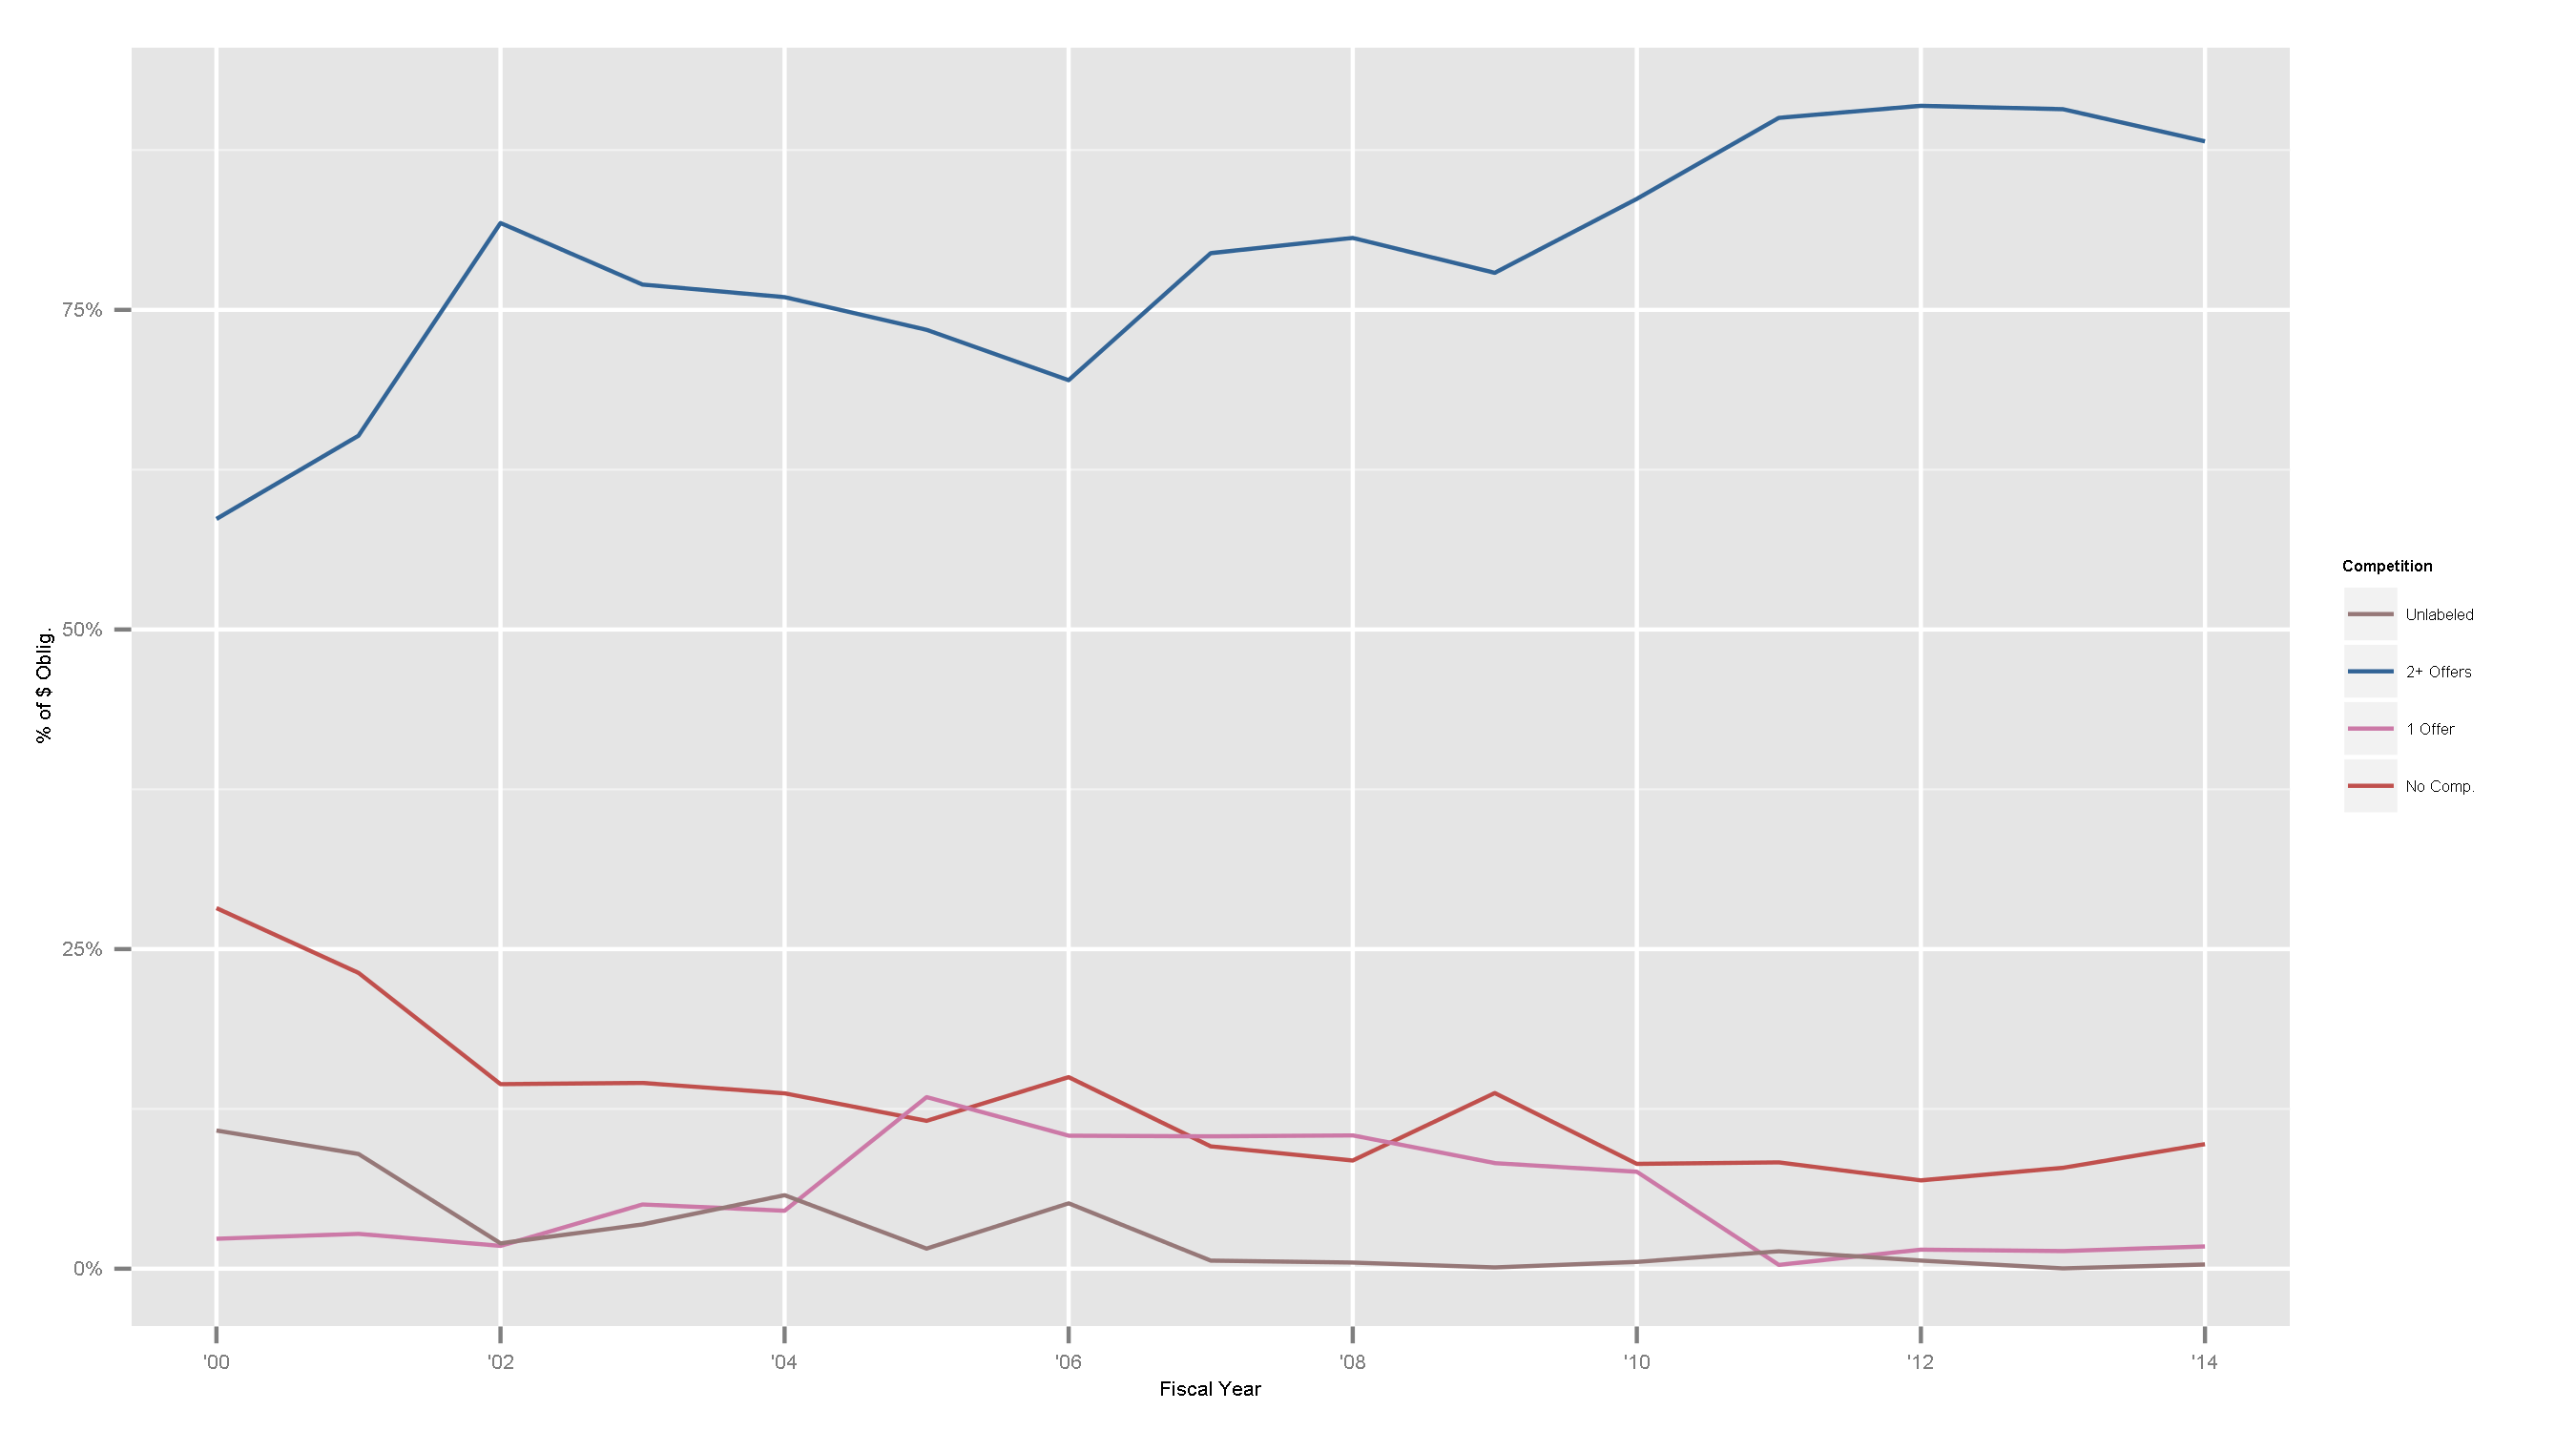 75%
50%
25%
0%
% of $ Oblig.
'00 '02 '04 '06 '08 '10 '12 '14
Fiscal Year
Competition
Unlabeled
2+ Offers
1 Offer
No Comp.